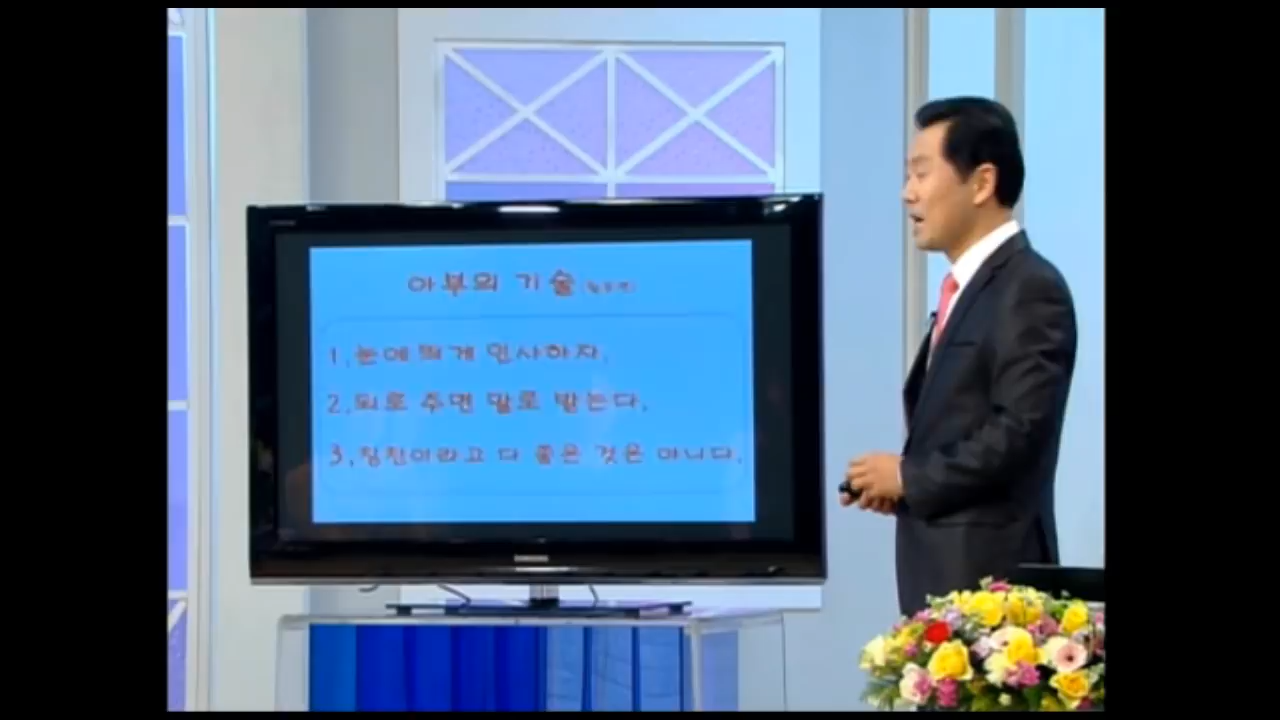 아부의 기술
1. 눈에 띄게 인사하자.
2. 되로 주면 말로 받는다.
3. 칭찬이라고 다 좋은 것은 아니다.
SAMSUNG